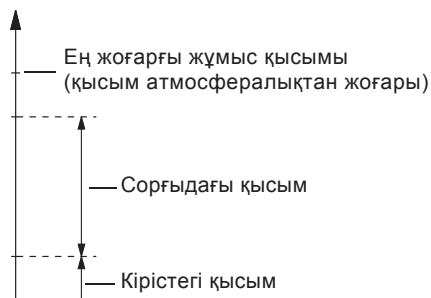 Ең жоғарғы жұмыс қысымы
(қысым атмосфералықтан жоғары)
Сорғыдағы қысым
Кірістегі қысым